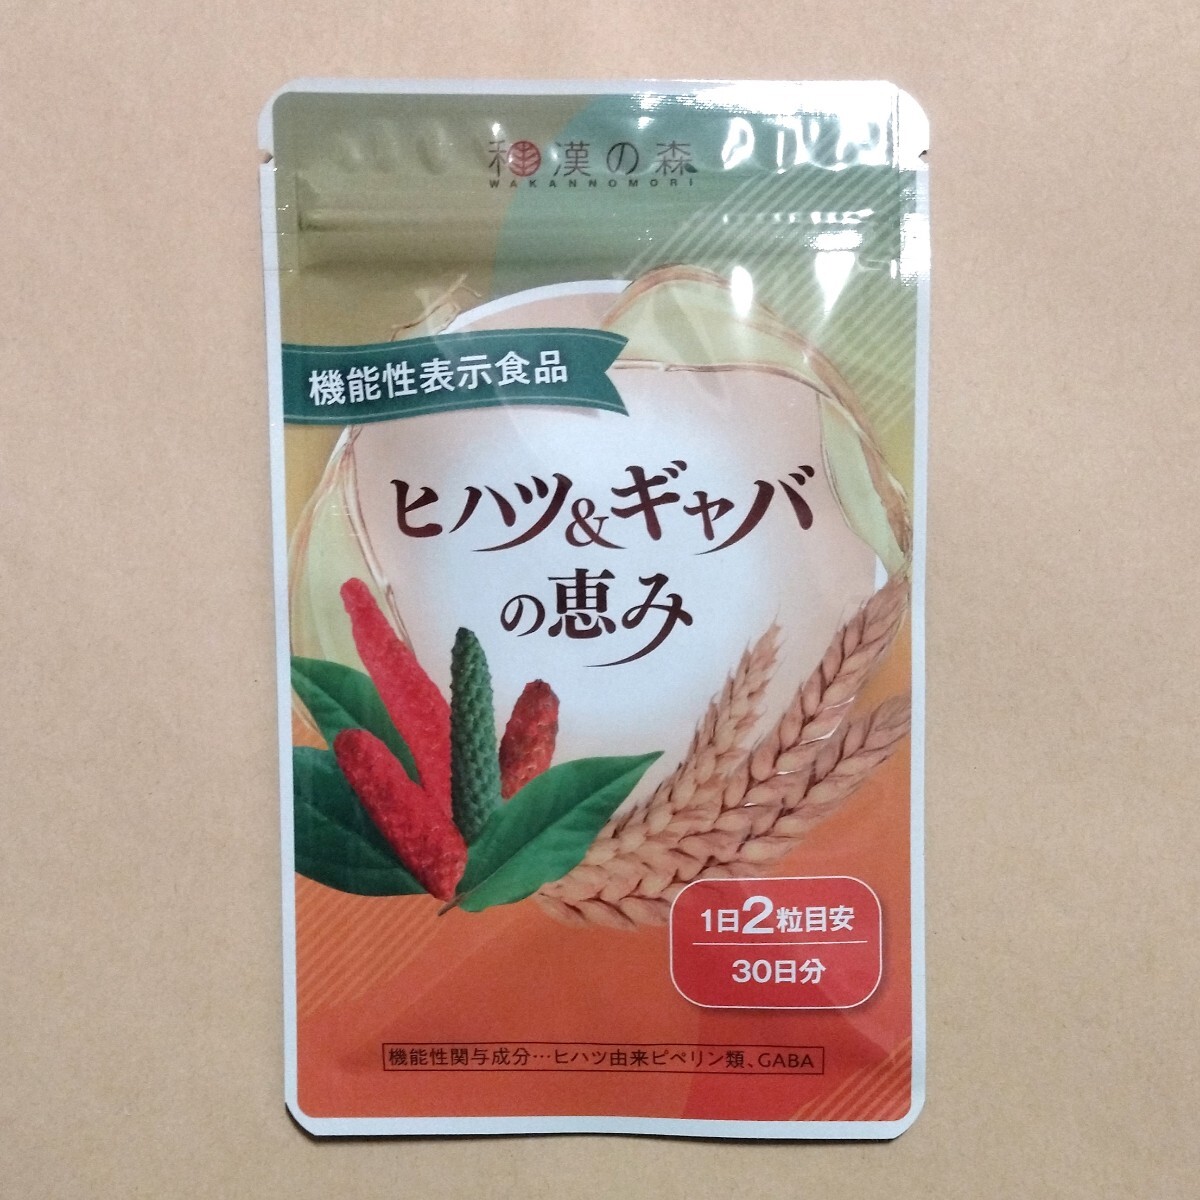 和漢の森
WAKANNOMORI
機能性表示食品
ヒハツ&ギャバ
の恵み
1日2粒目安
30日分
機能性関与成分…ヒハツ由来ピペリン類、GABA